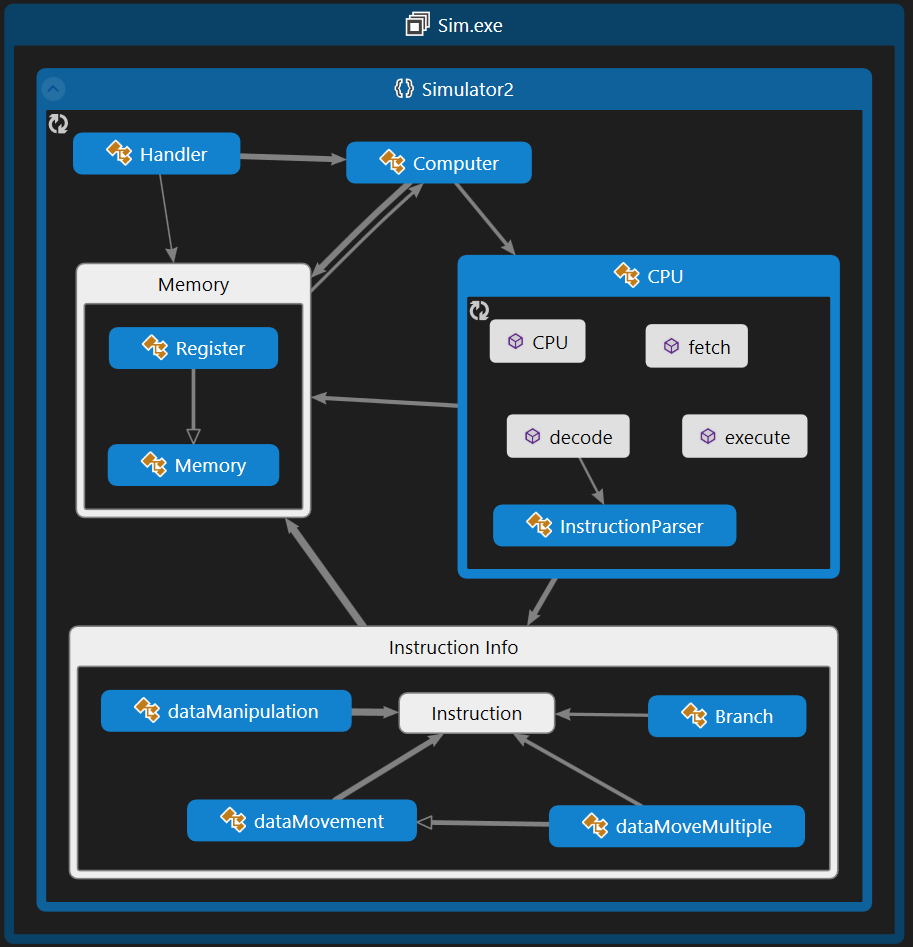 Sim.exe
Simulator2
Handler
Computer
Memory
Register
Memory
CPU
CPU
fetch
decode
execute
InstructionParser
Instruction Info
dataManipulation
Instruction
Branch
dataMovement
dataMoveMultiple